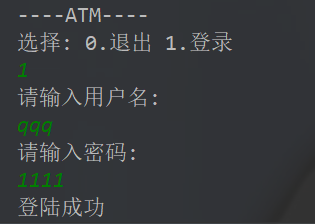 ----ATM----
选择: 0.退出 1.登录
1
请输入用户名:
qqq
请输入密码:
1111
登陆成功